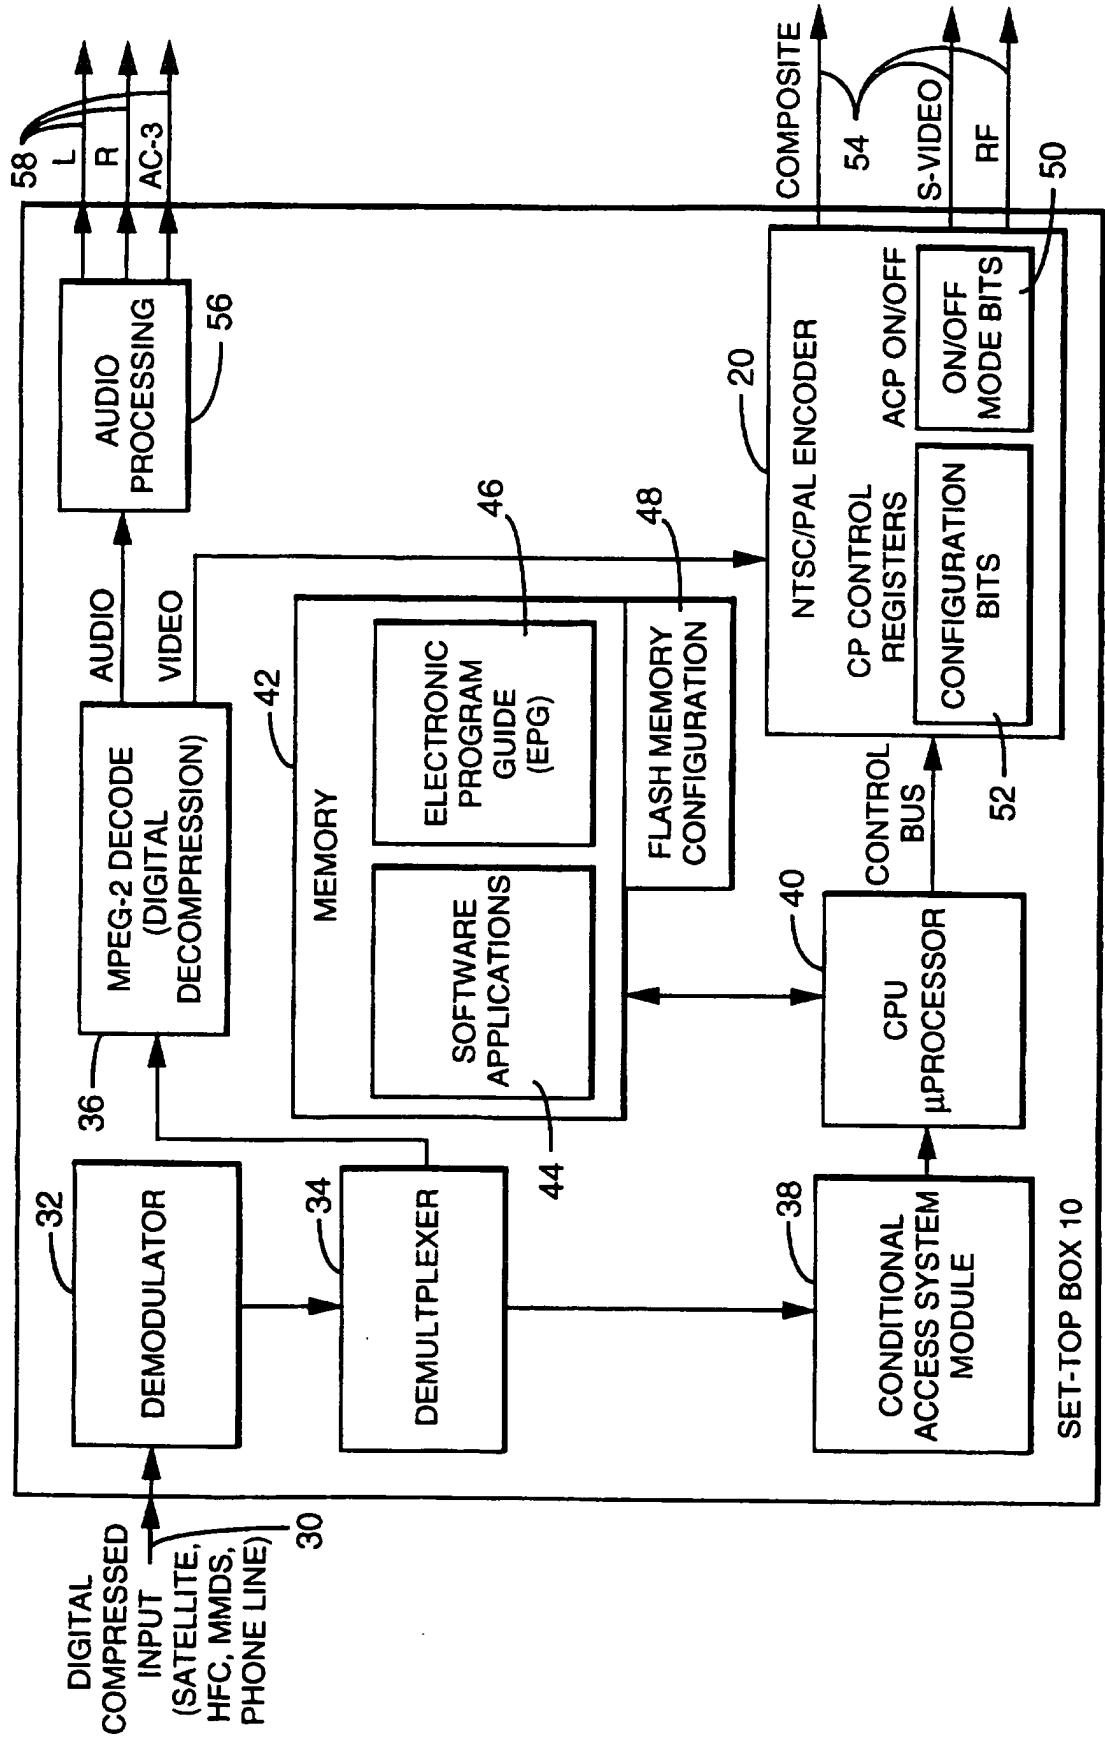 DIGITAL
COMPRESSED
INPUT
(SATELLITE,
HFC, MMDS,
PHONE LINE)
30
32
DEMODULATOR
34
DEMULTPLEXER
38
CONDITIONAL
ACCESS SYSTEM
MODULE
SET-TOP BOX 10
36
MPEG-2 DECODE
(DIGITAL
DECOMPRESSION)
AUDIO
VIDEO
42
MEMORY
SOFTWARE
APPLICATIONS
44
ELECTRONIC
PROGRAM
GUIDE
(EPG)
46
FLASH MEMORY
CONFIGURATION
48
40
CPU
µPROCESSOR
CONTROL
BUS
AUDIO
PROCESSING
56
58
L
R
AC-3
20
NTSC/PAL ENCODER
CP CONTROL
REGISTERS
ACP ON/OFF
CONFIGURATION
BITS
52
ON/OFF
MODE BITS
50
COMPOSITE
54
S-VIDEO
RF